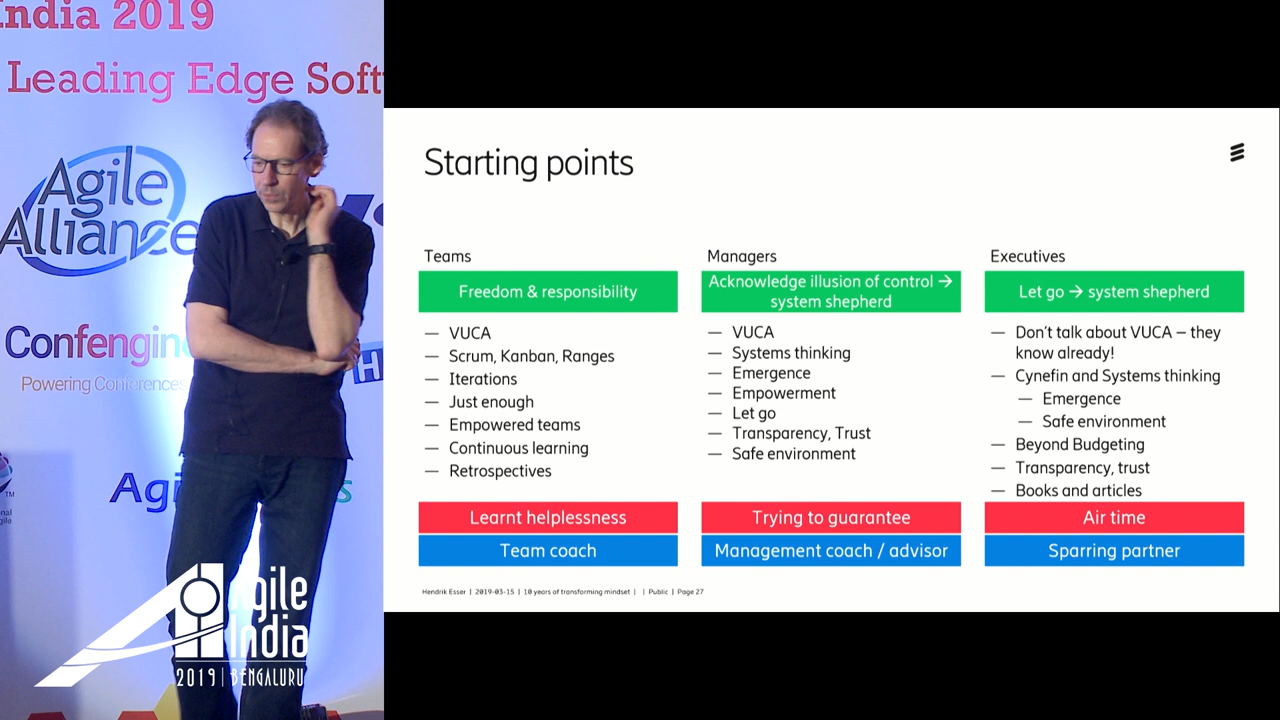 India 2019
Leading Edge Soft
Agile
Alliance
Confengin
Powering Conferences
Agi
s
Agile
India
2019 | BENGALURU
Starting points
Teams
Freedom & responsibility
— VUCA
— Scrum, Kanban, Ranges
— Iterations
— Just enough
— Empowered teams
— Continuous learning
— Retrospectives
Learnt helplessness
Team coach
Managers
Acknowledge illusion of control →
system shepherd
— VUCA
— Systems thinking
— Emergence
— Empowerment
— Let go
— Transparency, Trust
— Safe environment
Trying to guarantee
Management coach / advisor
Executives
Let go → system shepherd
— Don't talk about VUCA – they
know already!
— Cynefin and Systems thinking
— Emergence
— Safe environment
— Beyond Budgeting
— Transparency, trust
— Books and articles
Air time
Sparring partner
Hendrik Esser | 2019-03-15 | 10 years of transforming mindset | | Public | Page 27